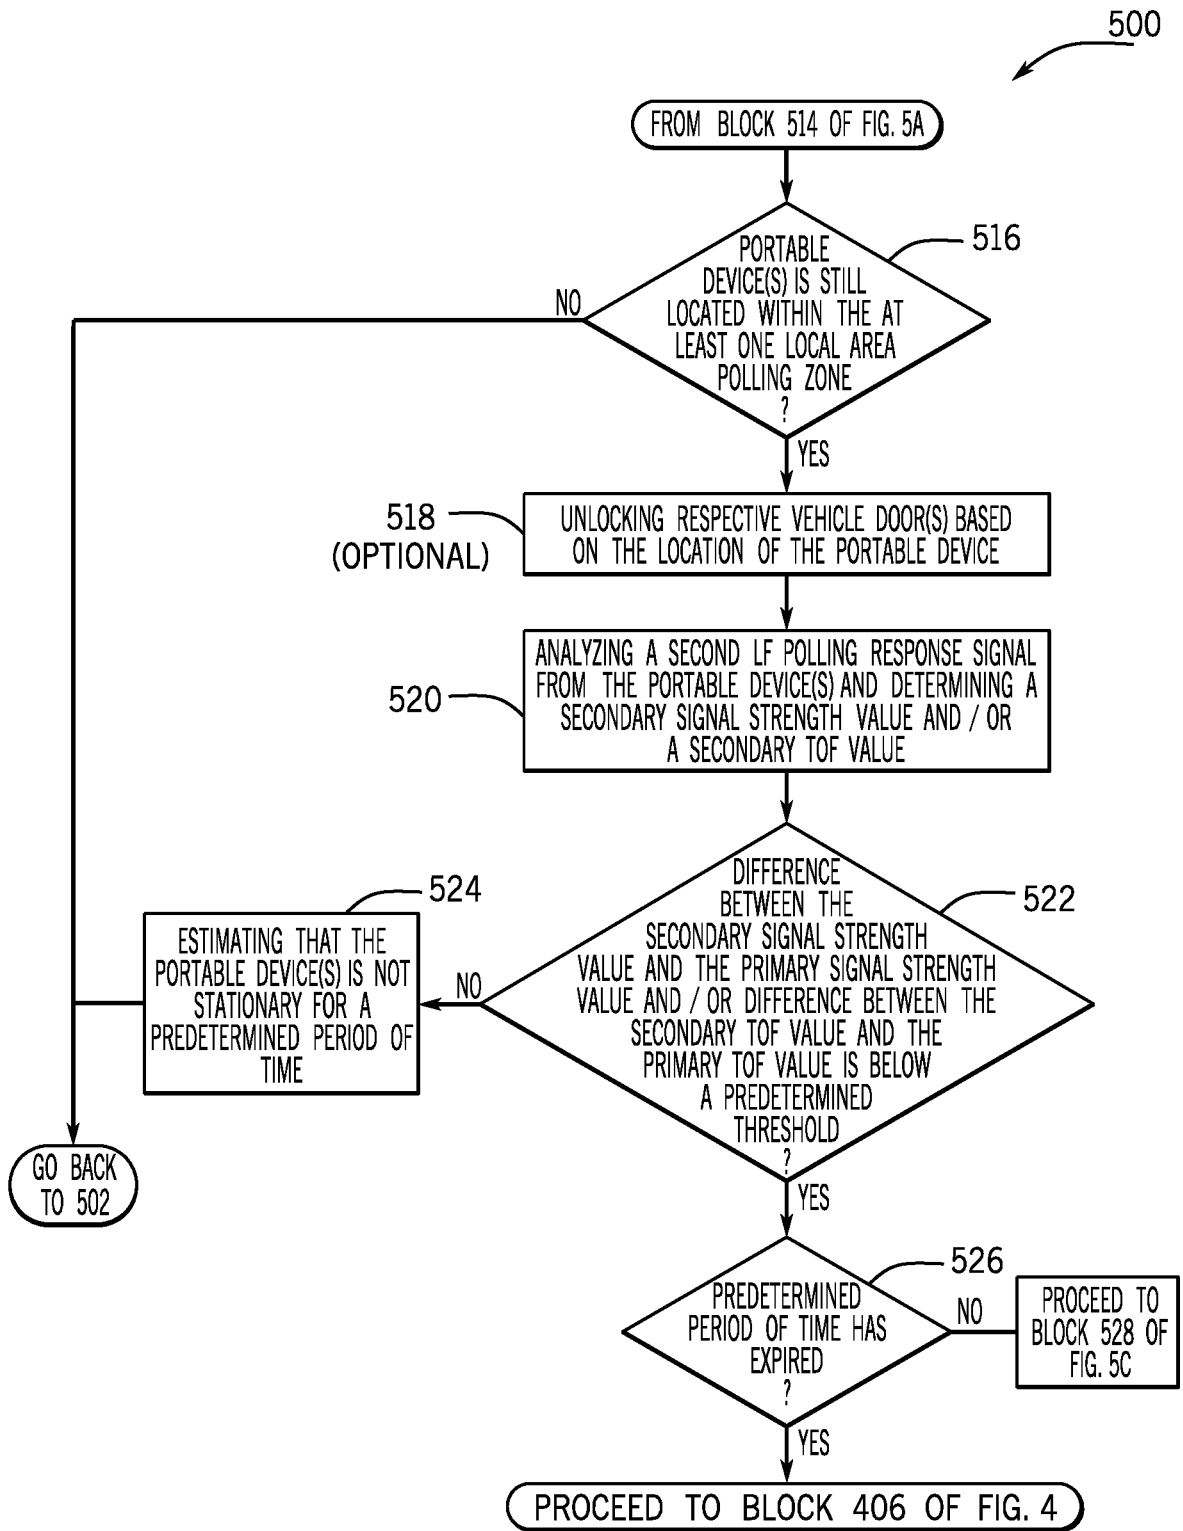 500
FROM BLOCK 514 OF FIG. 5A
516
PORTABLE
DEVICE(S) IS STILL
LOCATED WITHIN THE AT
LEAST ONE LOCAL AREA
POLLING ZONE
?
NO
YES
518
(OPTIONAL)
UNLOCKING RESPECTIVE VEHICLE DOOR(S) BASED
ON THE LOCATION OF THE PORTABLE DEVICE
520
ANALYZING A SECOND LF POLLING RESPONSE SIGNAL
FROM THE PORTABLE DEVICE(S) AND DETERMINING A
SECONDARY SIGNAL STRENGTH VALUE AND / OR
A SECONDARY TOF VALUE
522
DIFFERENCE
BETWEEN THE
SECONDARY SIGNAL STRENGTH
VALUE AND THE PRIMARY SIGNAL STRENGTH
VALUE AND / OR DIFFERENCE BETWEEN THE
SECONDARY TOF VALUE AND THE
PRIMARY TOF VALUE IS BELOW
A PREDETERMINED
THRESHOLD
?
NO
524
ESTIMATING THAT THE
PORTABLE DEVICE(S) IS NOT
STATIONARY FOR A
PREDETERMINED PERIOD OF
TIME
GO BACK
TO 502
YES
526
PREDETERMINED
PERIOD OF TIME HAS
EXPIRED
?
NO
PROCEED TO
BLOCK 528 OF
FIG. 5C
YES
PROCEED TO BLOCK 406 OF FIG. 4